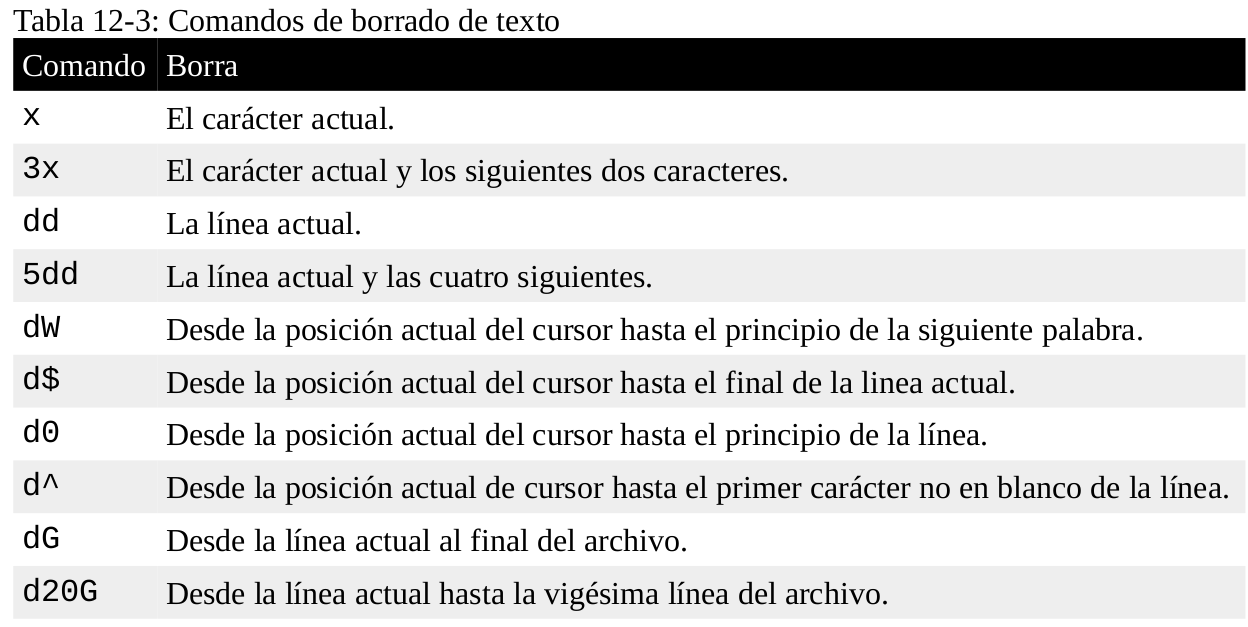 Tabla 12-3: Comandos de borrado de texto
Comando Borra
x El carácter actual.
3x El carácter actual y los siguientes dos caracteres.
dd La línea actual.
5dd La línea actual y las cuatro siguientes.
dW Desde la posición actual del cursor hasta el principio de la siguiente palabra.
d$ Desde la posición actual del cursor hasta el final de la linea actual.
d0 Desde la posición actual del cursor hasta el principio de la línea.
d^ Desde la posición actual de cursor hasta el primer carácter no en blanco de la línea.
dG Desde la línea actual al final del archivo.
d20G Desde la línea actual hasta la vigésima línea del archivo.